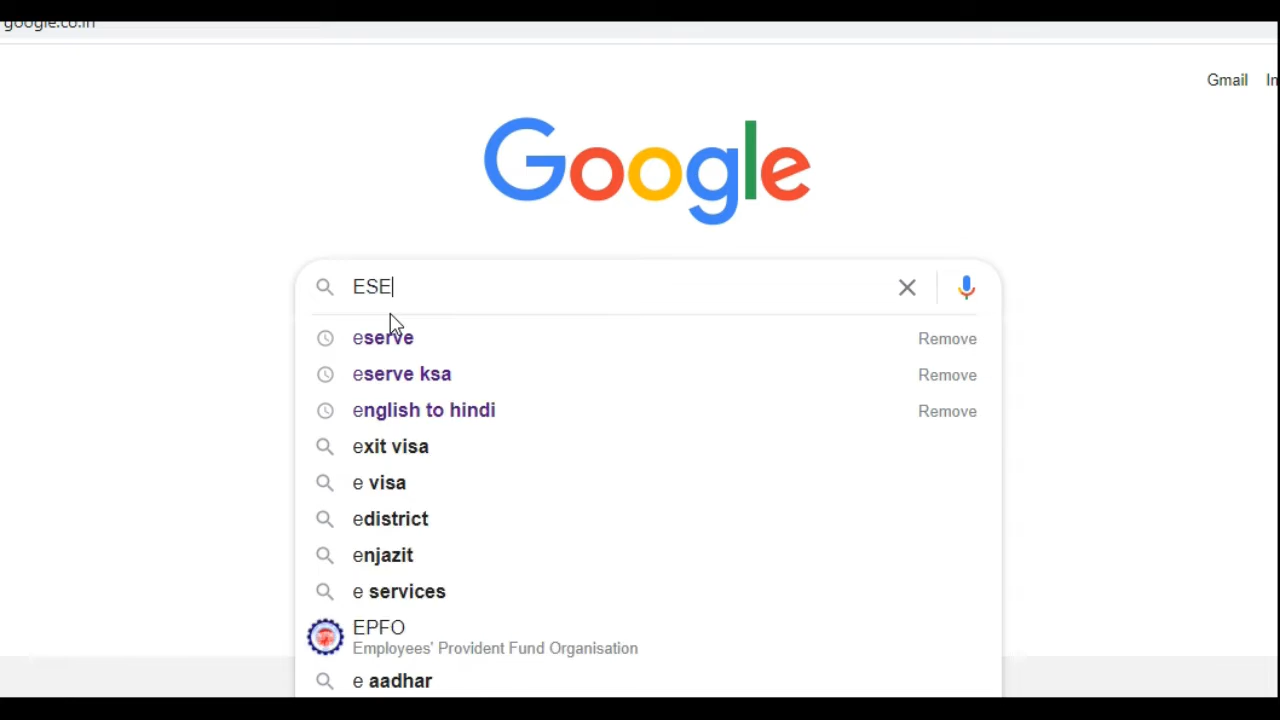 google.co.in
Gmail
Google
ESE
eserve Remove
eserve ksa Remove
english to hindi Remove
exit visa
e visa
edistrict
enjazit
e services
EPFO
Employees' Provident Fund Organisation
e aadhar